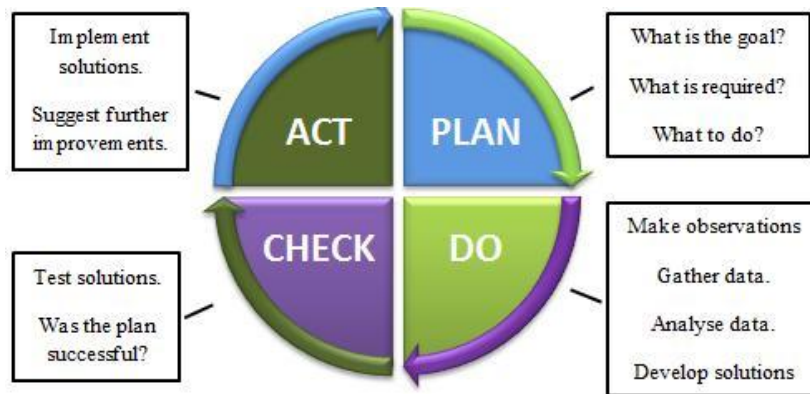 Implement
solutions.
Suggest further
improvements.
ACT
PLAN
What is the goal?
What is required?
What to do?
CHECK
DO
Test solutions.
Was the plan
successful?
Make observations
Gather data.
Analyse data.
Develop solutions